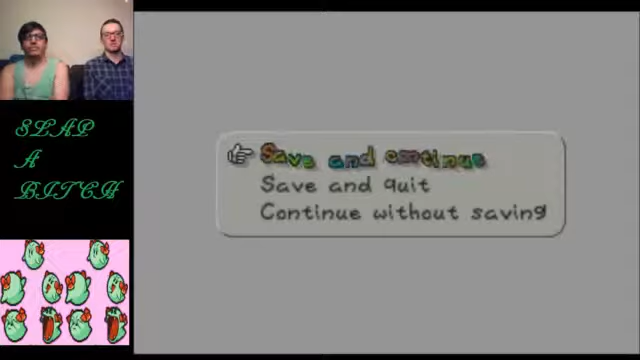 SLAP
A
BITCH
Save and continue
Save and quit
Continue without saving